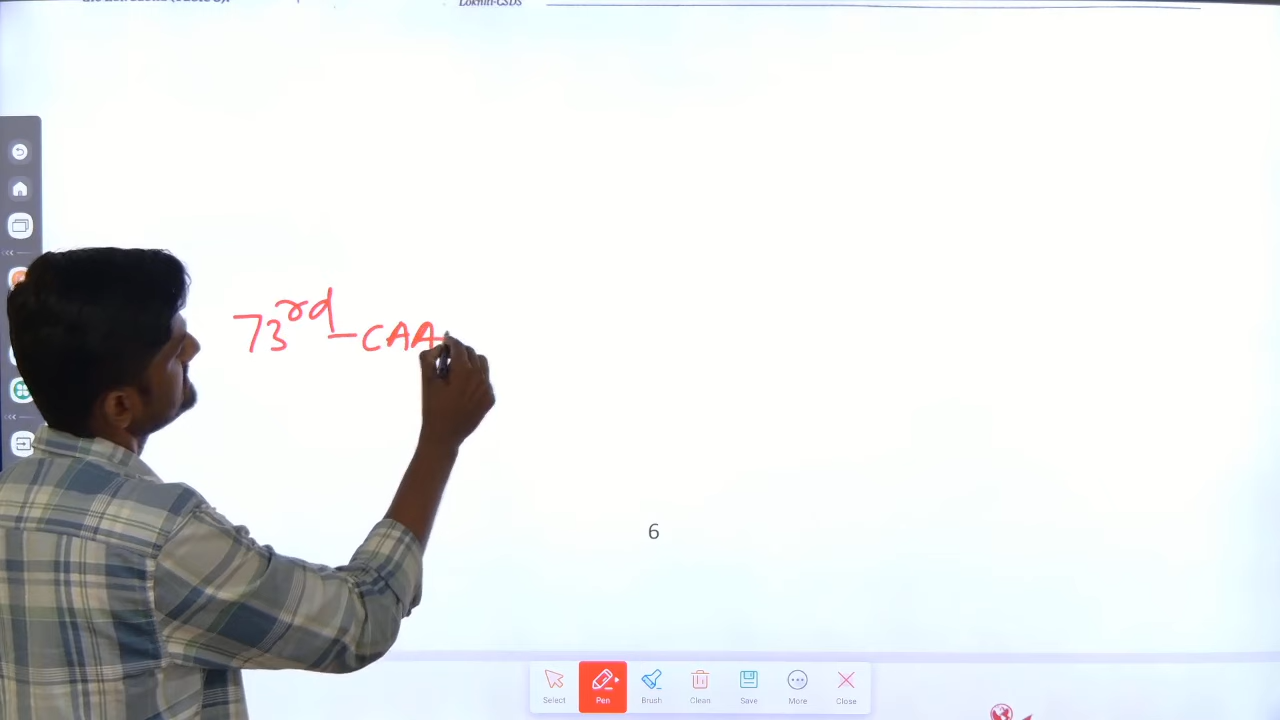 Lokniti-CSDS
73rd - CAA
6
Select
Pen
Brush
Clean
Save
More
Close